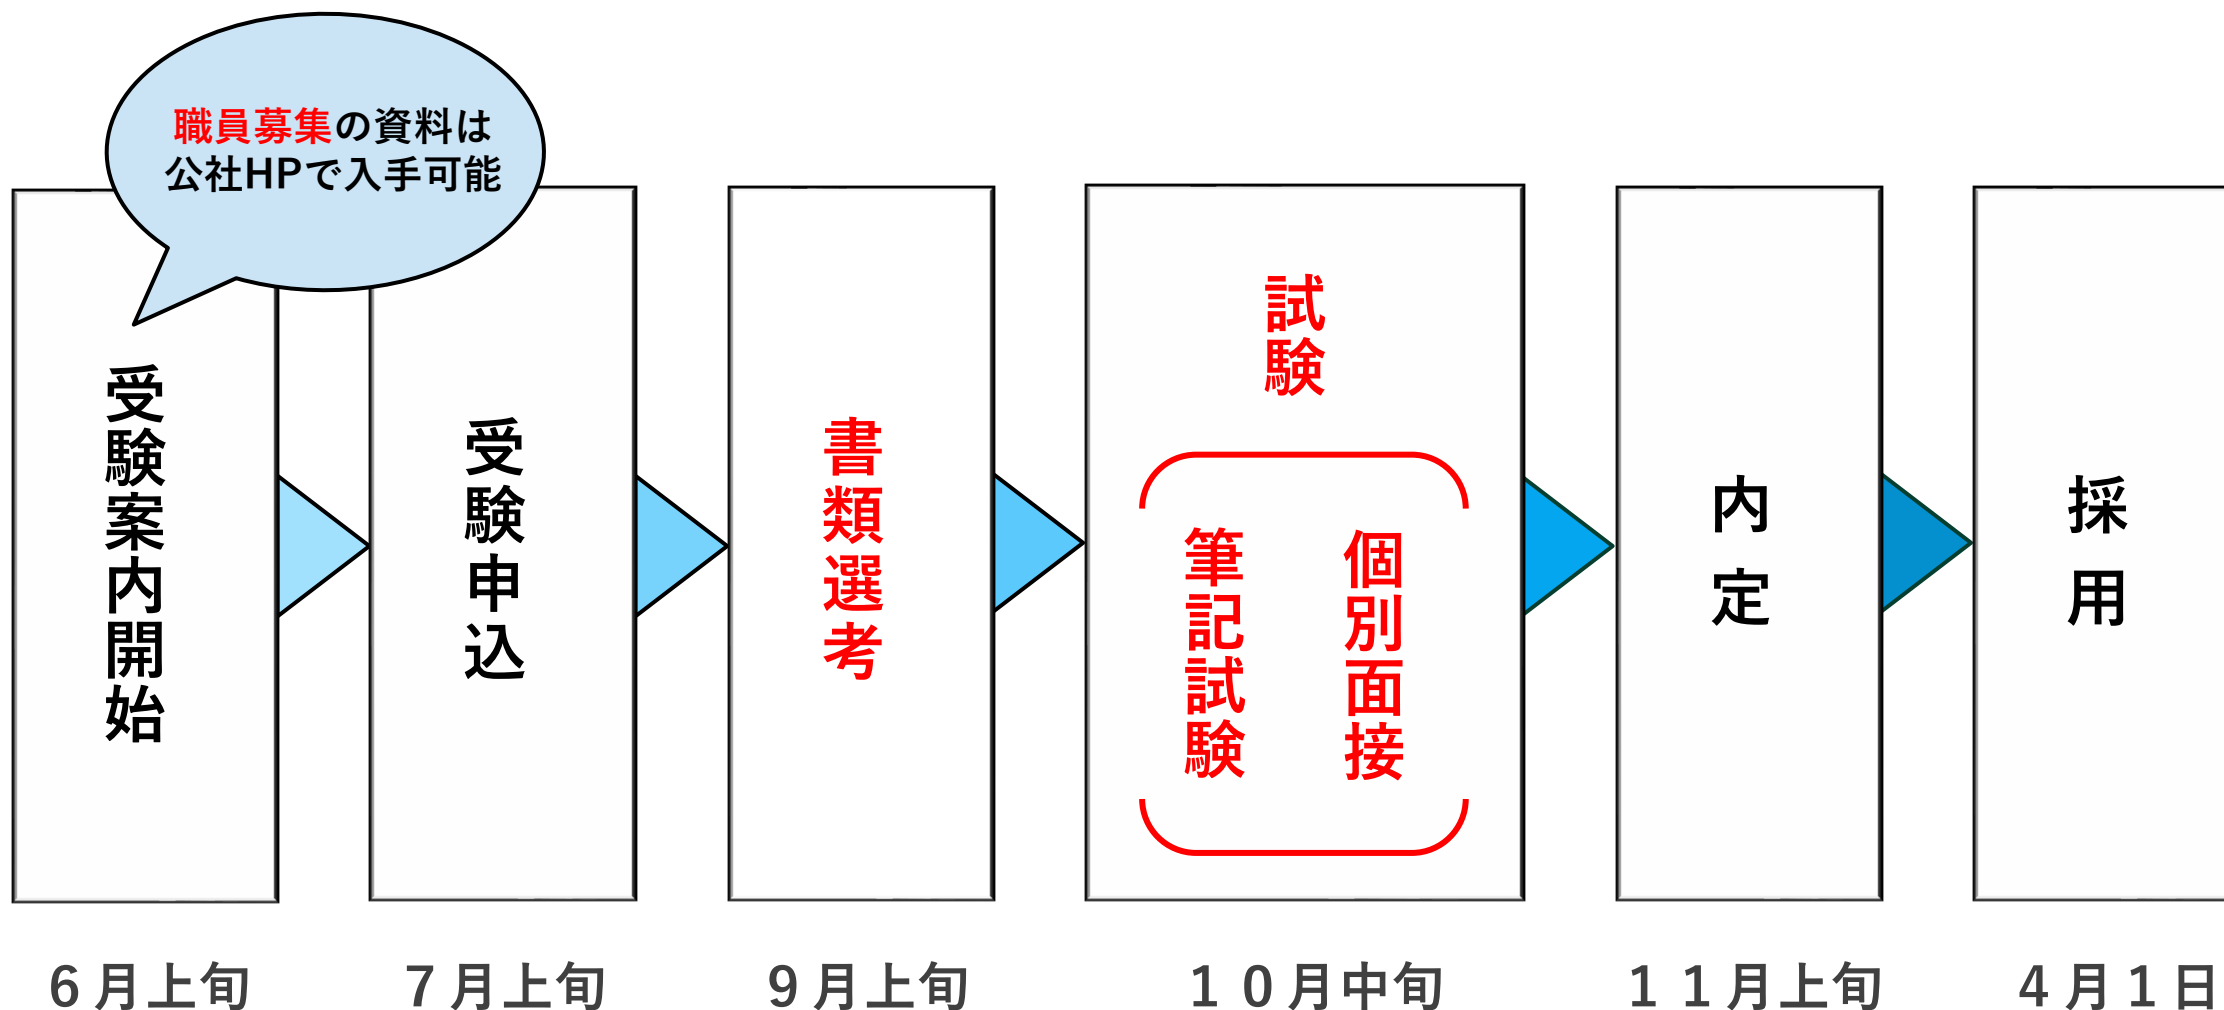 職員募集の資料は
公社HPで入手可能
受験案内開始
受験申込
書類選考
試験
筆記試験
個別面接
内定
採用
６月上旬
７月上旬
９月上旬
１０月中旬
１１月上旬
４月１日